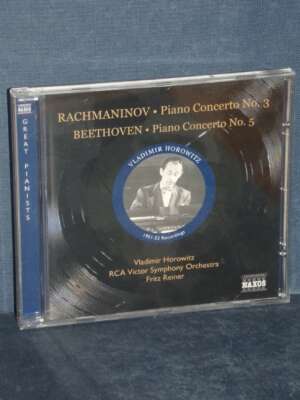 NAXOS
GREAT PIANISTS
RACHMANINOV • Piano Concerto No. 3
BEETHOVEN • Piano Concerto No. 5
VLADIMIR HOROWITZ
1951-52 Recordings
Vladimir Horowitz
RCA Victor Symphony Orchestra
Fritz Reiner
NAXOS